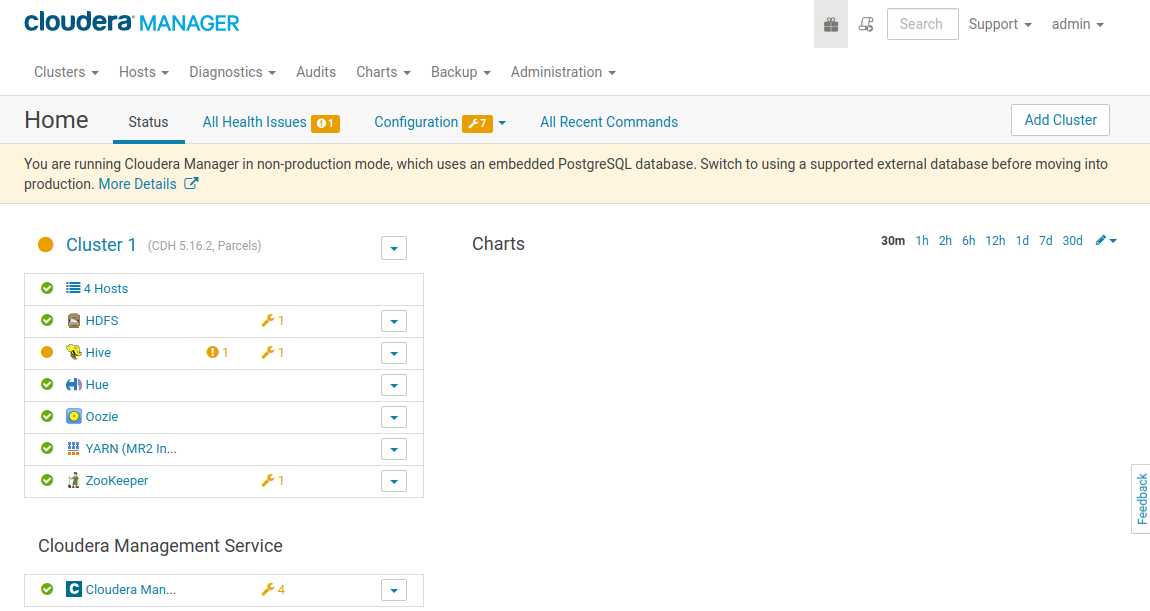 cloudera MANAGER
Search
Support
admin
Clusters
Hosts
Diagnostics
Audits
Charts
Backup
Administration
Home
Status
All Health Issues 1
Configuration 7
All Recent Commands
Add Cluster
You are running Cloudera Manager in non-production mode, which uses an embedded PostgreSQL database. Switch to using a supported external database before moving into
production. More Details
Cluster 1 (CDH 5.16.2, Parcels)
4 Hosts
HDFS 1
Hive 1 1
Hue
Oozie
YARN (MR2 In...
ZooKeeper 1
Cloudera Management Service
C Cloudera Man... 4
Charts
30m 1h 2h 6h 12h 1d 7d 30d
Feedback